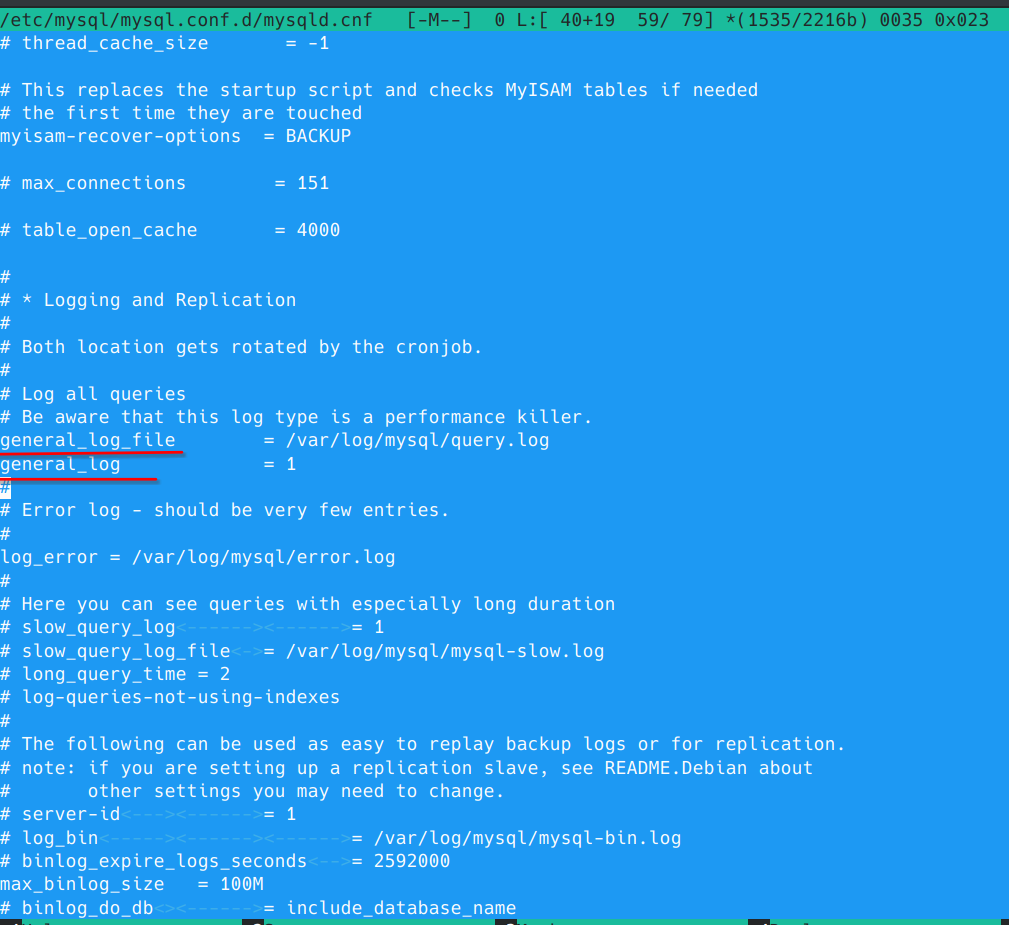 /etc/mysql/mysql.conf.d/mysqld.cnf [-M--] 0 L:[ 40+19 59/ 79] *(1535/2216b) 0035 0x023
# thread_cache_size = -1
# This replaces the startup script and checks MyISAM tables if needed
# the first time they are touched
myisam-recover-options = BACKUP
# max_connections = 151
# table_open_cache = 4000
#
# * Logging and Replication
#
# Both location gets rotated by the cronjob.
#
# Log all queries
# Be aware that this log type is a performance killer.
general_log_file = /var/log/mysql/query.log
general_log = 1
#
# Error log - should be very few entries.
#
log_error = /var/log/mysql/error.log
#
# Here you can see queries with especially long duration
# slow_query_log<------><------>= 1
# slow_query_log_file<->= /var/log/mysql/mysql-slow.log
# long_query_time = 2
# log-queries-not-using-indexes
#
# The following can be used as easy to replay backup logs or for replication.
# note: if you are setting up a replication slave, see README.Debian about
# other settings you may need to change.
# server-id<---><------>= 1
# log_bin<-----><------><------>= /var/log/mysql/mysql-bin.log
# binlog_expire_logs_seconds<-->= 2592000
max_binlog_size = 100M
# binlog_do_db<><------>= include_database_name